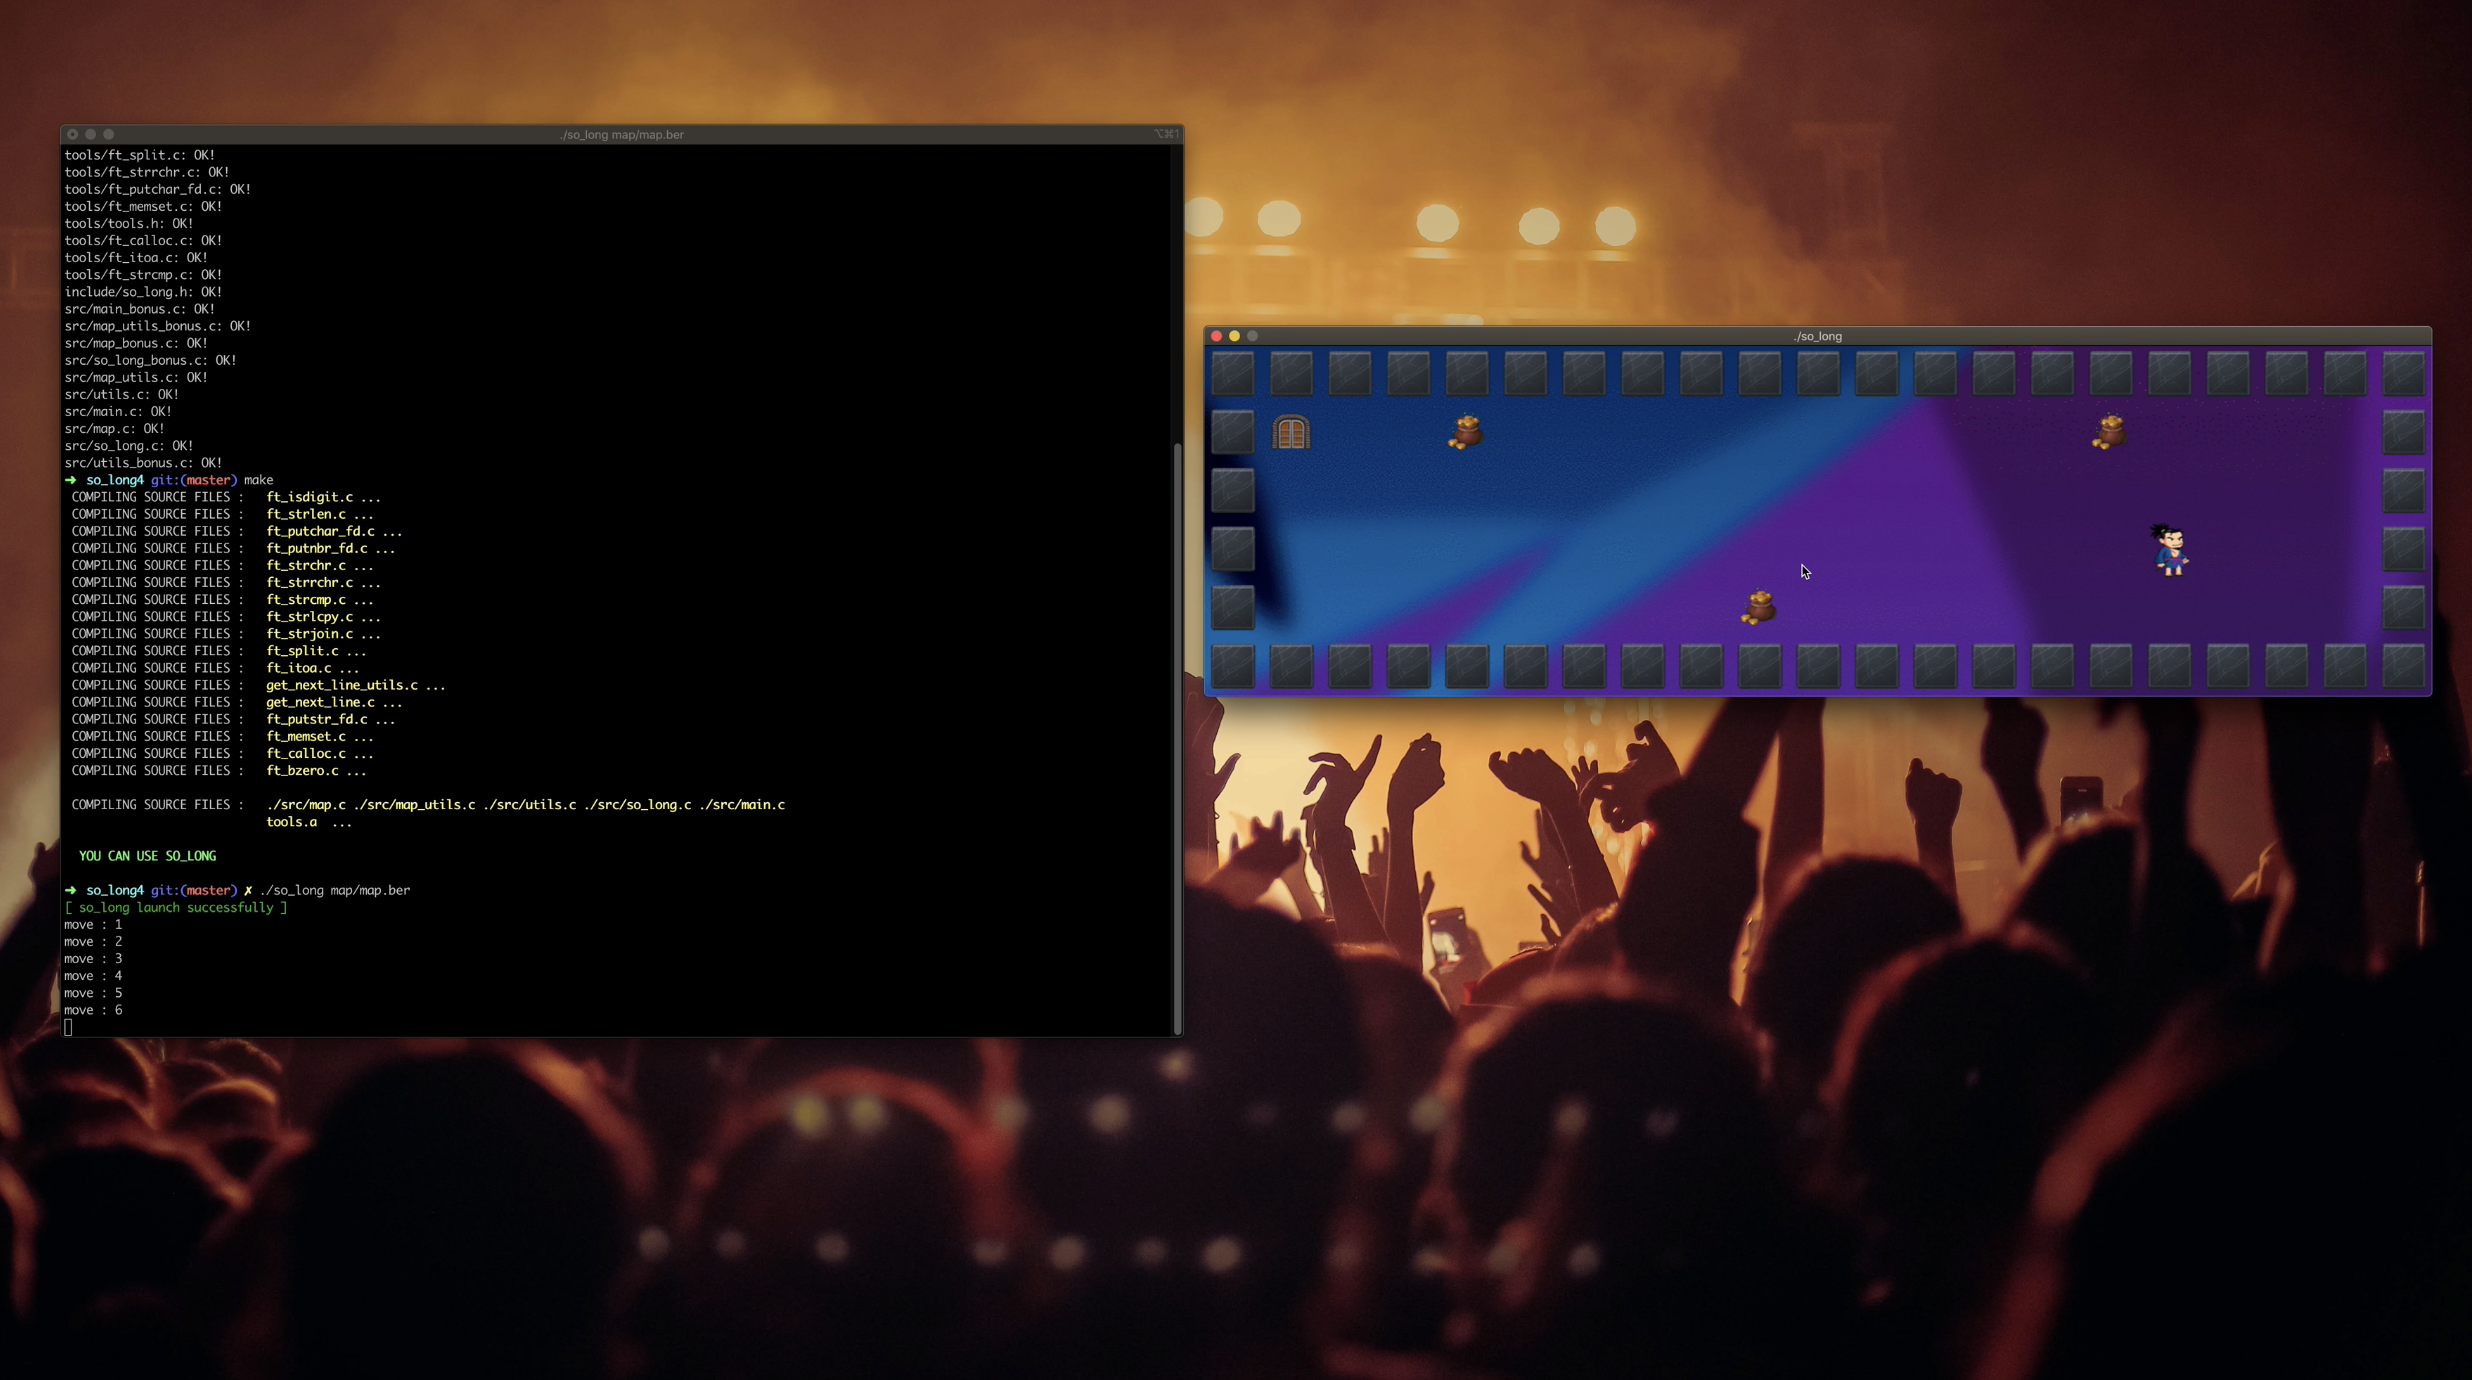 ./so_long map/map.ber
⌥⌘1
tools/ft_split.c: OK!
tools/ft_strrchr.c: OK!
tools/ft_putchar_fd.c: OK!
tools/ft_memset.c: OK!
tools/tools.h: OK!
tools/ft_calloc.c: OK!
tools/ft_itoa.c: OK!
tools/ft_strcmp.c: OK!
include/so_long.h: OK!
src/main_bonus.c: OK!
src/map_utils_bonus.c: OK!
src/map_bonus.c: OK!
src/so_long_bonus.c: OK!
src/map_utils.c: OK!
src/utils.c: OK!
src/main.c: OK!
src/map.c: OK!
src/so_long.c: OK!
src/utils_bonus.c: OK!
➜ so_long4 git:(master) make
COMPILING SOURCE FILES : ft_isdigit.c ...
COMPILING SOURCE FILES : ft_strlen.c ...
COMPILING SOURCE FILES : ft_putchar_fd.c ...
COMPILING SOURCE FILES : ft_putnbr_fd.c ...
COMPILING SOURCE FILES : ft_strchr.c ...
COMPILING SOURCE FILES : ft_strrchr.c ...
COMPILING SOURCE FILES : ft_strcmp.c ...
COMPILING SOURCE FILES : ft_strlcpy.c ...
COMPILING SOURCE FILES : ft_strjoin.c ...
COMPILING SOURCE FILES : ft_split.c ...
COMPILING SOURCE FILES : ft_itoa.c ...
COMPILING SOURCE FILES : get_next_line_utils.c ...
COMPILING SOURCE FILES : get_next_line.c ...
COMPILING SOURCE FILES : ft_putstr_fd.c ...
COMPILING SOURCE FILES : ft_memset.c ...
COMPILING SOURCE FILES : ft_calloc.c ...
COMPILING SOURCE FILES : ft_bzero.c ...
COMPILING SOURCE FILES : ./src/map.c ./src/map_utils.c ./src/utils.c ./src/so_long.c ./src/main.c
tools.a ...
YOU CAN USE SO_LONG
➜ so_long4 git:(master) ✗ ./so_long map/map.ber
[ so_long launch successfully ]
move : 1
move : 2
move : 3
move : 4
move : 5
move : 6
./so_long